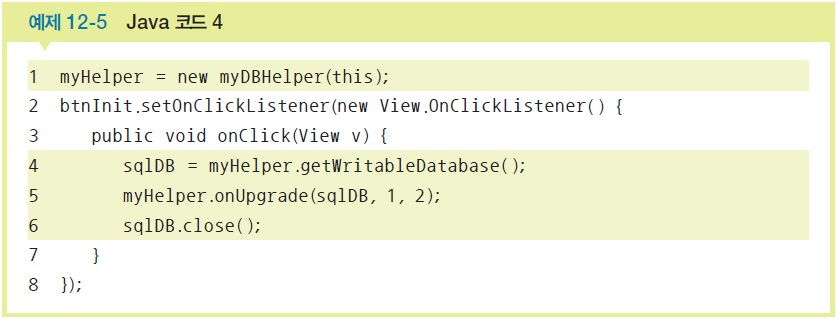 예제 12-5 Java 코드 4
1 myHelper = new myDBHelper(this);
2 btnInit.setOnClickListener(new View.OnClickListener() {
3 public void onClick(View v) {
4 sqlDB = myHelper.getWritableDatabase();
5 myHelper.onUpgrade(sqlDB, 1, 2);
6 sqlDB.close();
7 }
8 });